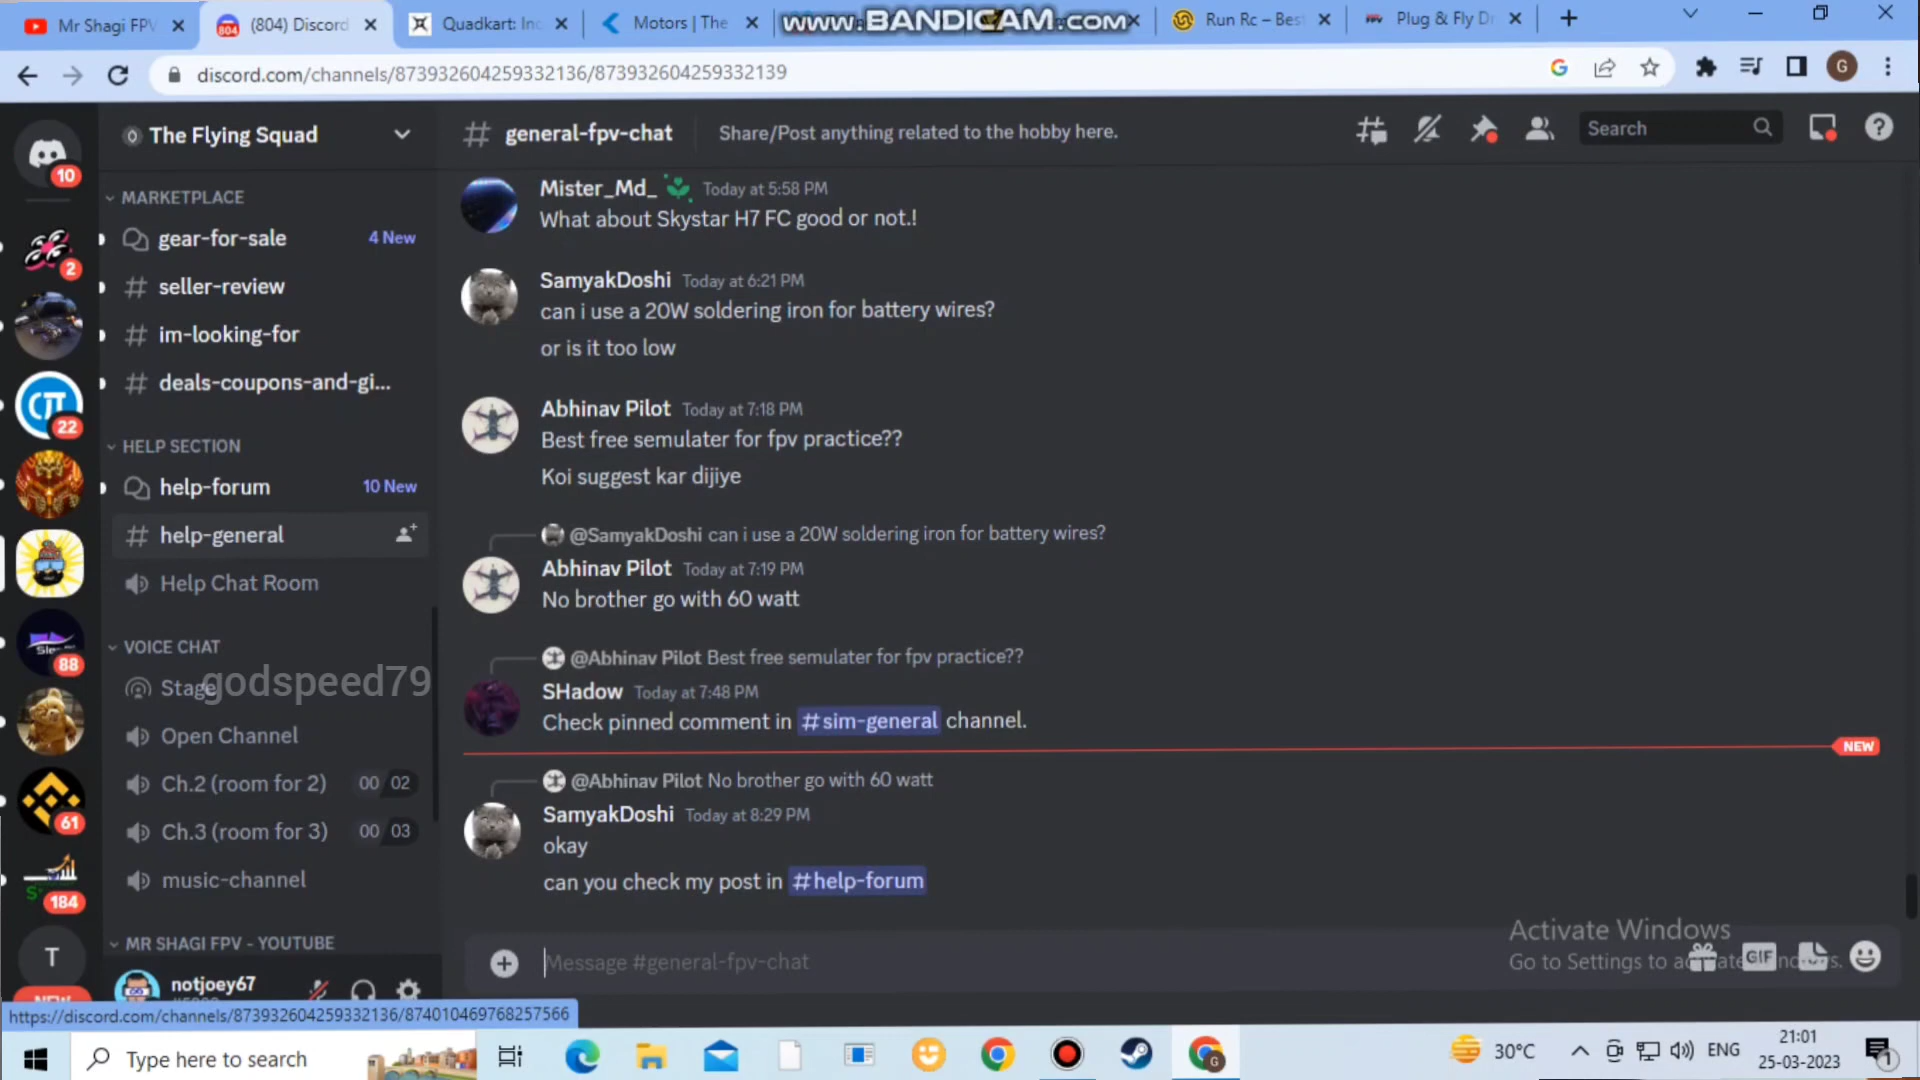 Mr Shagi FPV
(804) Discord
Quadkart: In
Motors | The
www.BANDICAM.com
Run Rc – Bes
Plug & Fly D
discord.com/channels/873932604259332136/873932604259332139
G
The Flying Squad
general-fpv-chat
Share/Post anything related to the hobby here.
Search
10
MARKETPLACE
gear-for-sale
4 New
seller-review
im-looking-for
deals-coupons-and-gi...
HELP SECTION
help-forum
10 New
help-general
Help Chat Room
VOICE CHAT
Stage
godspeed79
Open Channel
Ch.2 (room for 2)
00 02
Ch.3 (room for 3)
00 03
music-channel
MR SHAGI FPV - YOUTUBE
notjoey67
2
22
88
61
184
T
NEW
Mister_Md_
Today at 5:58 PM
What about Skystar H7 FC good or not.!
SamyakDoshi
Today at 6:21 PM
can i use a 20W soldering iron for battery wires?
or is it too low
Abhinav Pilot
Today at 7:18 PM
Best free semulater for fpv practice??
Koi suggest kar dijiye
@SamyakDoshi can i use a 20W soldering iron for battery wires?
Abhinav Pilot
Today at 7:19 PM
No brother go with 60 watt
@Abhinav Pilot Best free semulater for fpv practice??
SHadow
Today at 7:48 PM
Check pinned comment in #sim-general channel.
NEW
@Abhinav Pilot No brother go with 60 watt
SamyakDoshi
Today at 8:29 PM
okay
can you check my post in #help-forum
Message #general-fpv-chat
GIF
Activate Windows
Go to Settings to
https://discord.com/channels/873932604259332136/874010469768257566
Type here to search
30°C
ENG
21:01
25-03-2023
1